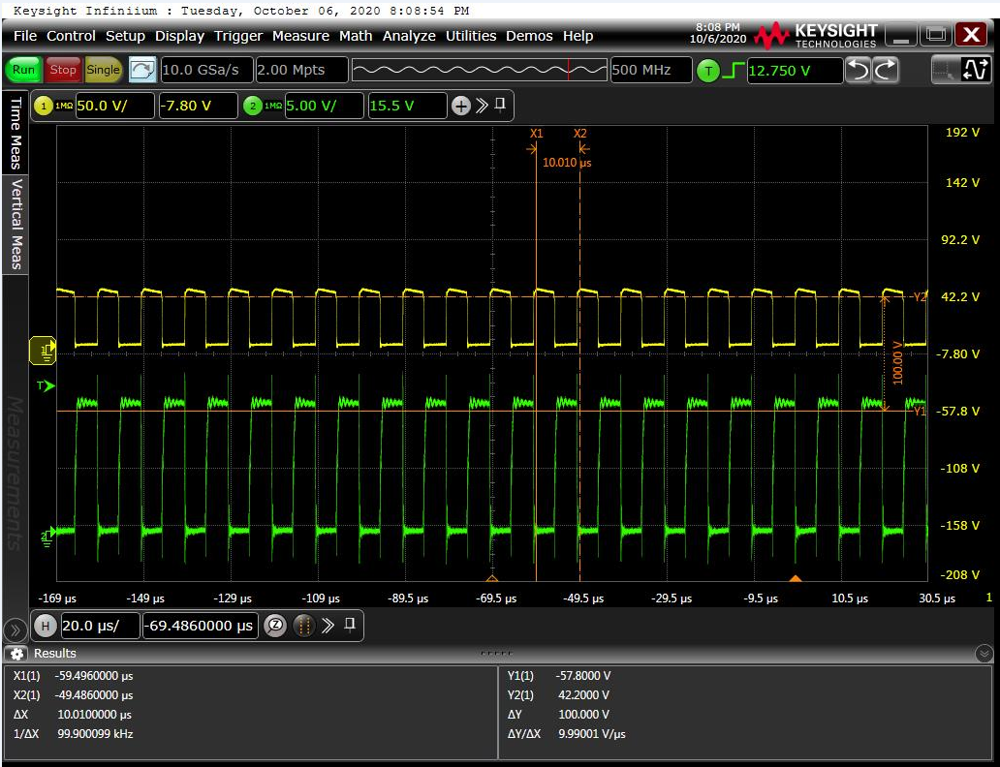 Keysight Infiniium : Tuesday, October 06, 2020 8:08:54 PM
File Control Setup Display Trigger Measure Math Analyze Utilities Demos Help
8:08 PM
10/6/2020
KEYSIGHT
TECHNOLOGIES
Run Stop Single 10.0 GSa/s 2.00 Mpts 500 MHz T 12.750 V
1 1MΩ 50.0 V/ -7.80 V 2 1MΩ 5.00 V/ 15.5 V
Time Meas
Vertical Meas
Measurements
X1 X2
10.010 µs
192 V
142 V
92.2 V
Y2 42.2 V
1
-7.80 V
100.00 V
T
Y1 -57.8 V
-108 V
2
-158 V
-208 V
-169 µs -149 µs -129 µs -109 µs -89.5 µs -69.5 µs -49.5 µs -29.5 µs -9.5 µs 10.5 µs 30.5 µs 1
H 20.0 µs/ -69.4860000 µs Z
Results
X1(1) -59.4960000 µs
X2(1) -49.4860000 µs
ΔX 10.0100000 µs
1/ΔX 99.900099 kHz
Y1(1) -57.8000 V
Y2(1) 42.2000 V
ΔY 100.000 V
ΔY/ΔX 9.99001 V/µs